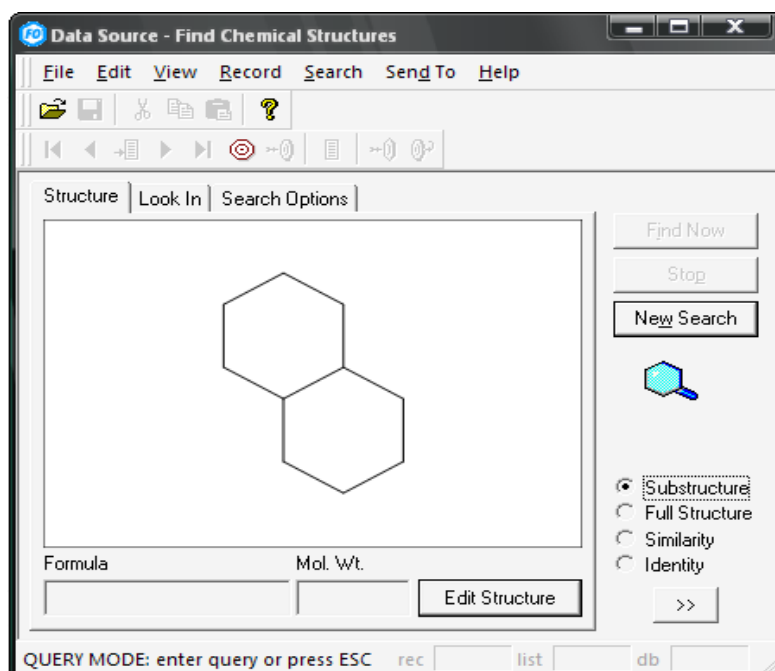 FO Data Source - Find Chemical Structures
File Edit View Record Search Send To Help
Structure Look In Search Options
Find Now
Stop
New Search
Substructure
Full Structure
Similarity
Identity
Formula Mol. Wt.
Edit Structure >>
QUERY MODE: enter query or press ESC rec list db